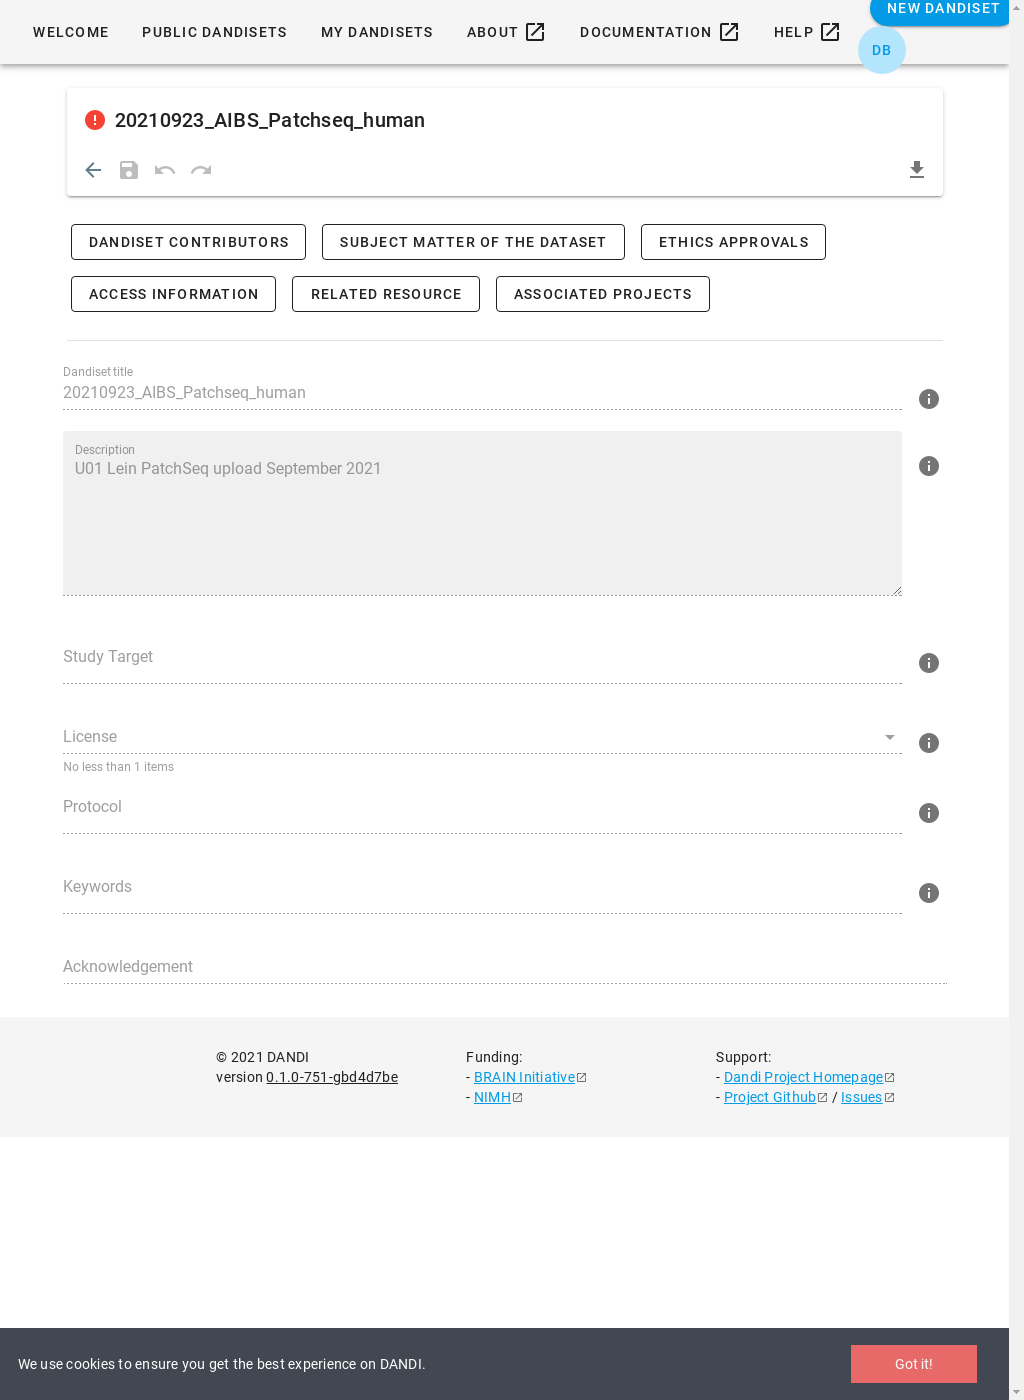 WELCOME PUBLIC DANDISETS MY DANDISETS ABOUT DOCUMENTATION HELP NEW DANDISET
DB
20210923_AIBS_Patchseq_human
DANDISET CONTRIBUTORS SUBJECT MATTER OF THE DATASET ETHICS APPROVALS
ACCESS INFORMATION RELATED RESOURCE ASSOCIATED PROJECTS
Dandiset title
20210923_AIBS_Patchseq_human
Description
U01 Lein PatchSeq upload September 2021
Study Target
License
No less than 1 items
Protocol
Keywords
Acknowledgement
© 2021 DANDI
version 0.1.0-751-gbd4d7be
Funding:
- BRAIN Initiative
- NIMH
Support:
- Dandi Project Homepage
- Project Github / Issues
We use cookies to ensure you get the best experience on DANDI.
Got it!